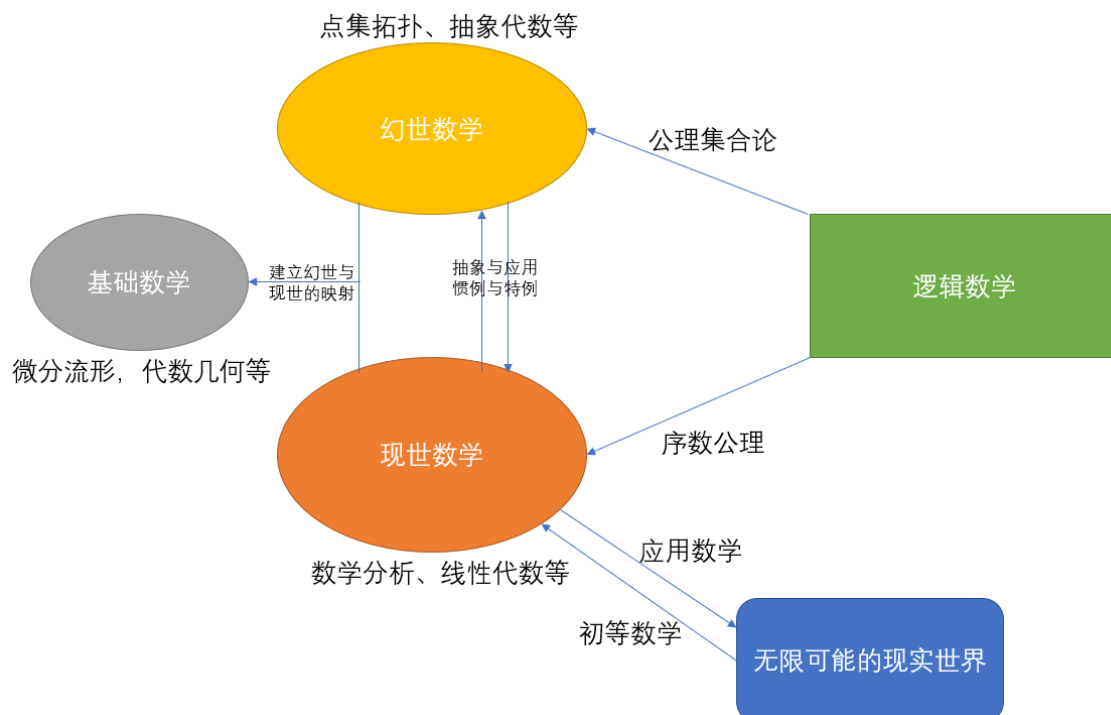 点集拓扑、抽象代数等
幻世数学
公理集合论
基础数学
建立幻世与
现世的映射
抽象与应用
惯例与特例
逻辑数学
微分流形，代数几何等
现世数学
序数公理
数学分析、线性代数等
应用数学
初等数学
无限可能的现实世界